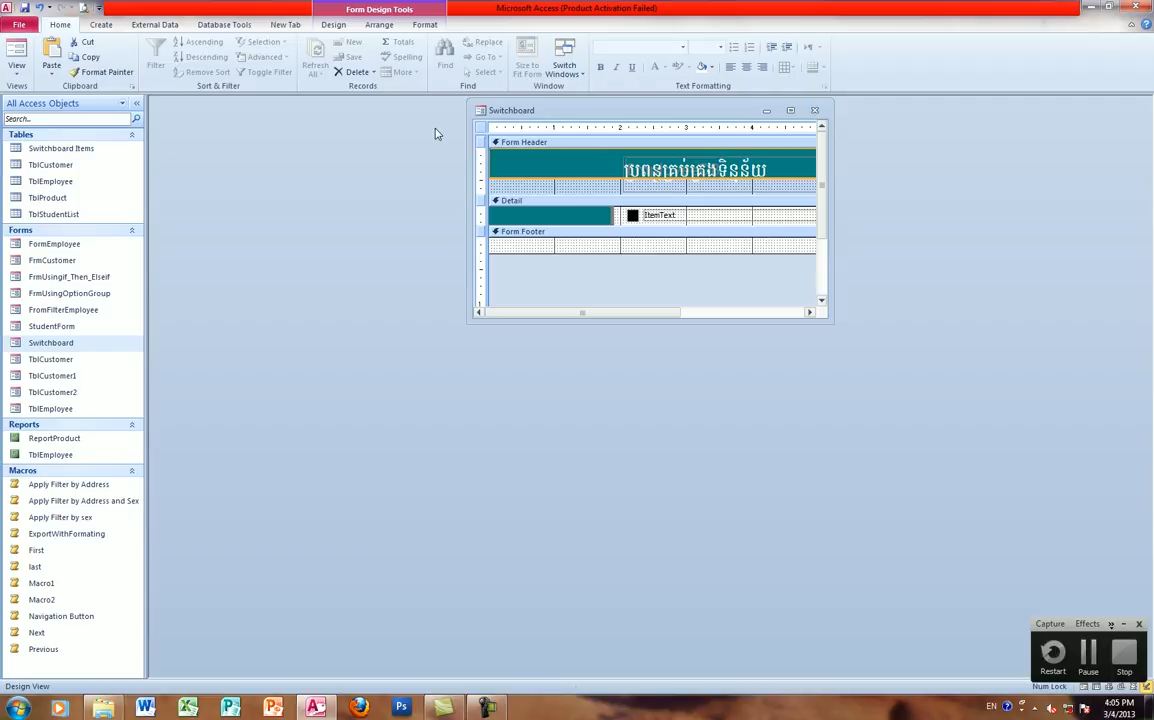 Form Design Tools
Microsoft Access (Product Activation Failed)
File
Home
Create
External Data
Database Tools
New Tab
Design
Arrange
Format
View
Views
Paste
Cut
Copy
Format Painter
Clipboard
Filter
Ascending
Descending
Remove Sort
Selection
Advanced
Toggle Filter
Sort & Filter
Refresh All
New
Save
Delete
Totals
Spelling
More
Records
Find
Replace
Go To
Select
Find
Size to Fit Form
Switch Windows
Window
Text Formatting
All Access Objects
Search..
Tables
Switchboard Items
TblCustomer
TblEmployee
TblProduct
TblStudentList
Forms
FormEmployee
FrmCustomer
FrmUsingif_Then_Elseif
FrmUsingOptionGroup
FromFilterEmployee
StudentForm
Switchboard
TblCustomer
TblCustomer1
TblCustomer2
TblEmployee
Reports
ReportProduct
TblEmployee
Macros
Apply Filter by Address
Apply Filter by Address and Sex
Apply Filter by sex
ExportWithFormating
First
last
Macro1
Macro2
Navigation Button
Next
Previous
Switchboard
1 2 3 4
Form Header
Detail
ItemText
Form Footer
Capture
Effects
Restart
Pause
Stop
Design View
Num Lock
EN
4:05 PM
3/4/2013